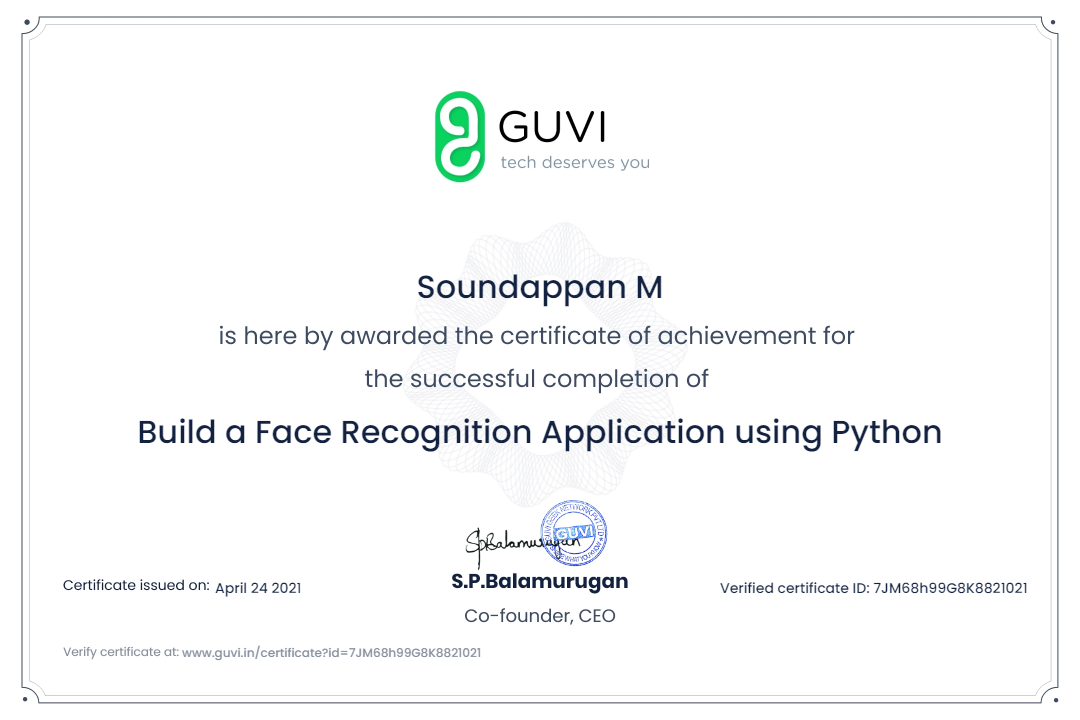 GUVI
tech deserves you
Soundappan M
is here by awarded the certificate of achievement for
the successful completion of
Build a Face Recognition Application using Python
SpBalamurugan
GUVI
S.P.Balamurugan
Co-founder, CEO
Certificate issued on: April 24 2021
Verified certificate ID: 7JM68h99G8K8821021
Verify certificate at: www.guvi.in/certificate?id=7JM68h99G8K8821021